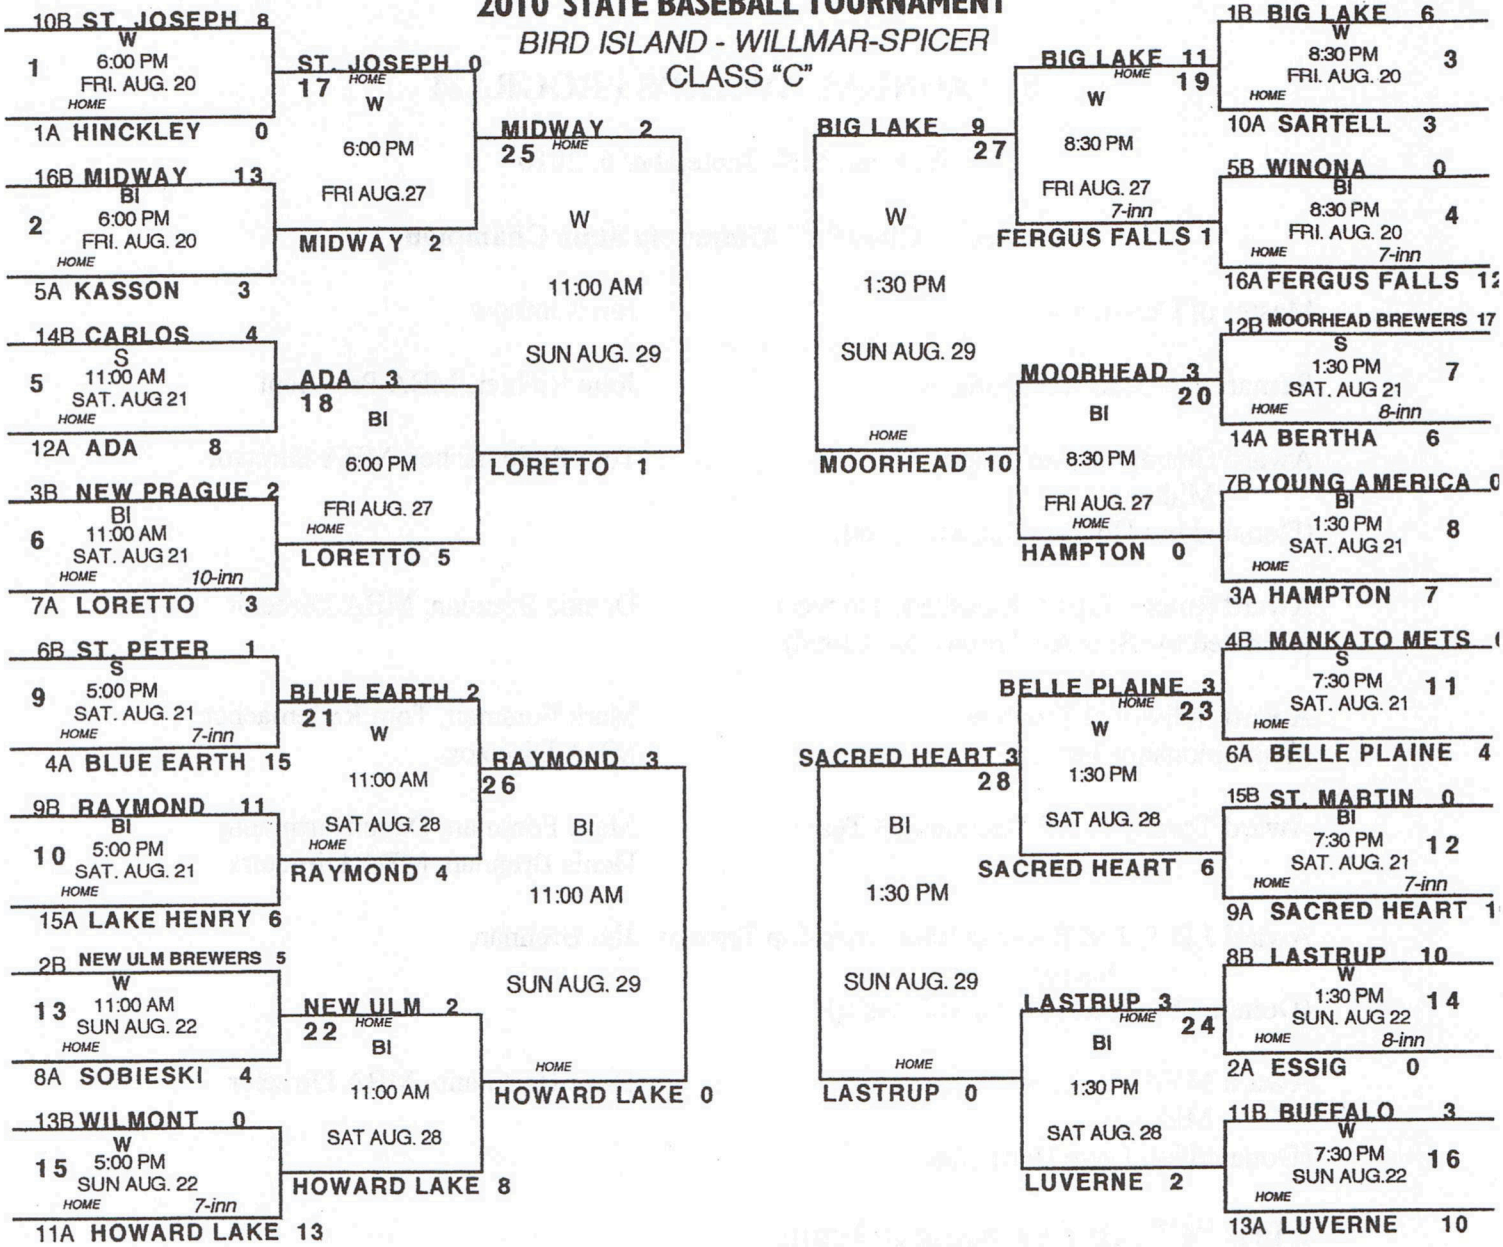 2010 STATE BASEBALL TOURNAMENT
BIRD ISLAND - WILLMAR-SPICER
CLASS "C"
10B ST. JOSEPH 8
W
1
6:00 PM
FRI. AUG. 20
HOME
1A HINCKLEY 0
16B MIDWAY 13
BI
2
6:00 PM
FRI. AUG. 20
HOME
5A KASSON 3
14B CARLOS 4
S
5
11:00 AM
SAT. AUG 21
HOME
12A ADA 8
3B NEW PRAGUE 2
BI
6
11:00 AM
SAT. AUG 21
HOME 10-inn
7A LORETTO 3
6B ST. PETER 1
S
9
5:00 PM
SAT. AUG. 21
HOME 7-inn
4A BLUE EARTH 15
9B RAYMOND 11
BI
10
5:00 PM
SAT. AUG. 21
HOME
15A LAKE HENRY 6
2B NEW ULM BREWERS 5
W
13
11:00 AM
SUN AUG. 22
HOME
8A SOBIESKI 4
13B WILMONT 0
W
15
5:00 PM
SUN AUG. 22
HOME 7-inn
11A HOWARD LAKE 13
ST. JOSEPH 0
17 HOME
W
6:00 PM
FRI AUG.27
MIDWAY 2
ADA 3
18
BI
6:00 PM
FRI AUG. 27
HOME
LORETTO 5
BLUE EARTH 2
21
W
11:00 AM
SAT AUG. 28
HOME
RAYMOND 4
NEW ULM 2
22 HOME
BI
11:00 AM
SAT AUG. 28
HOWARD LAKE 8
MIDWAY 2
25 HOME
W
11:00 AM
SUN AUG. 29
LORETTO 1
RAYMOND 3
26
BI
11:00 AM
SUN AUG. 29
HOME
HOWARD LAKE 0
BIG LAKE 9
27
W
1:30 PM
SUN AUG. 29
HOME
MOORHEAD 10
SACRED HEART 3
28
BI
1:30 PM
SUN AUG. 29
HOME
LASTRUP 0
BIG LAKE 11
HOME 19
W
8:30 PM
FRI AUG. 27
7-inn
FERGUS FALLS 1
MOORHEAD 3
20
BI
8:30 PM
FRI AUG. 27
HOME
HAMPTON 0
BELLE PLAINE 3
HOME 23
W
1:30 PM
SAT AUG. 28
SACRED HEART 6
LASTRUP 3
HOME 24
BI
1:30 PM
SAT AUG. 28
LUVERNE 2
1B BIG LAKE 6
W
8:30 PM
3
FRI. AUG. 20
HOME
10A SARTELL 3
5B WINONA 0
BI
8:30 PM
4
FRI. AUG. 20
HOME 7-inn
16A FERGUS FALLS 12
12B MOORHEAD BREWERS 17
S
1:30 PM
7
SAT. AUG. 21
HOME 8-inn
14A BERTHA 6
7B YOUNG AMERICA 0
BI
1:30 PM
8
SAT. AUG. 21
HOME
3A HAMPTON 7
4B MANKATO METS
S
7:30 PM
11
SAT. AUG. 21
HOME
6A BELLE PLAINE 4
15B ST. MARTIN 0
BI
7:30 PM
12
SAT. AUG. 21
HOME 7-inn
9A SACRED HEART
8B LASTRUP 10
W
1:30 PM
14
SUN. AUG 22
HOME 8-inn
2A ESSIG 0
11B BUFFALO 3
W
7:30 PM
16
SUN AUG.22
HOME
13A LUVERNE 10